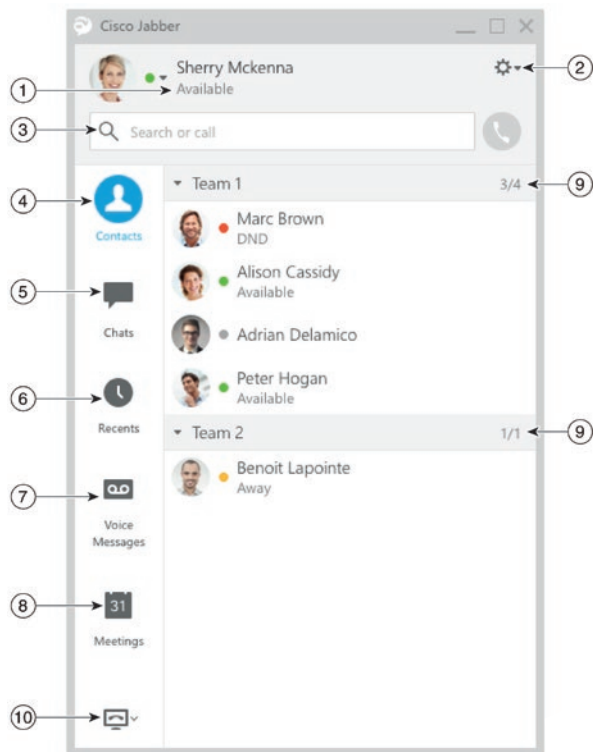 Cisco Jabber
Sherry Mckenna
1 Available
2
3 Search or call
4 Contacts
Team 1 3/4 9
Marc Brown
DND
Alison Cassidy
Available
5 Chats
Adrian Delamico
Peter Hogan
Available
6 Recents
Team 2 1/1 9
Benoit Lapointe
Away
7 Voice
Messages
8 31
Meetings
10